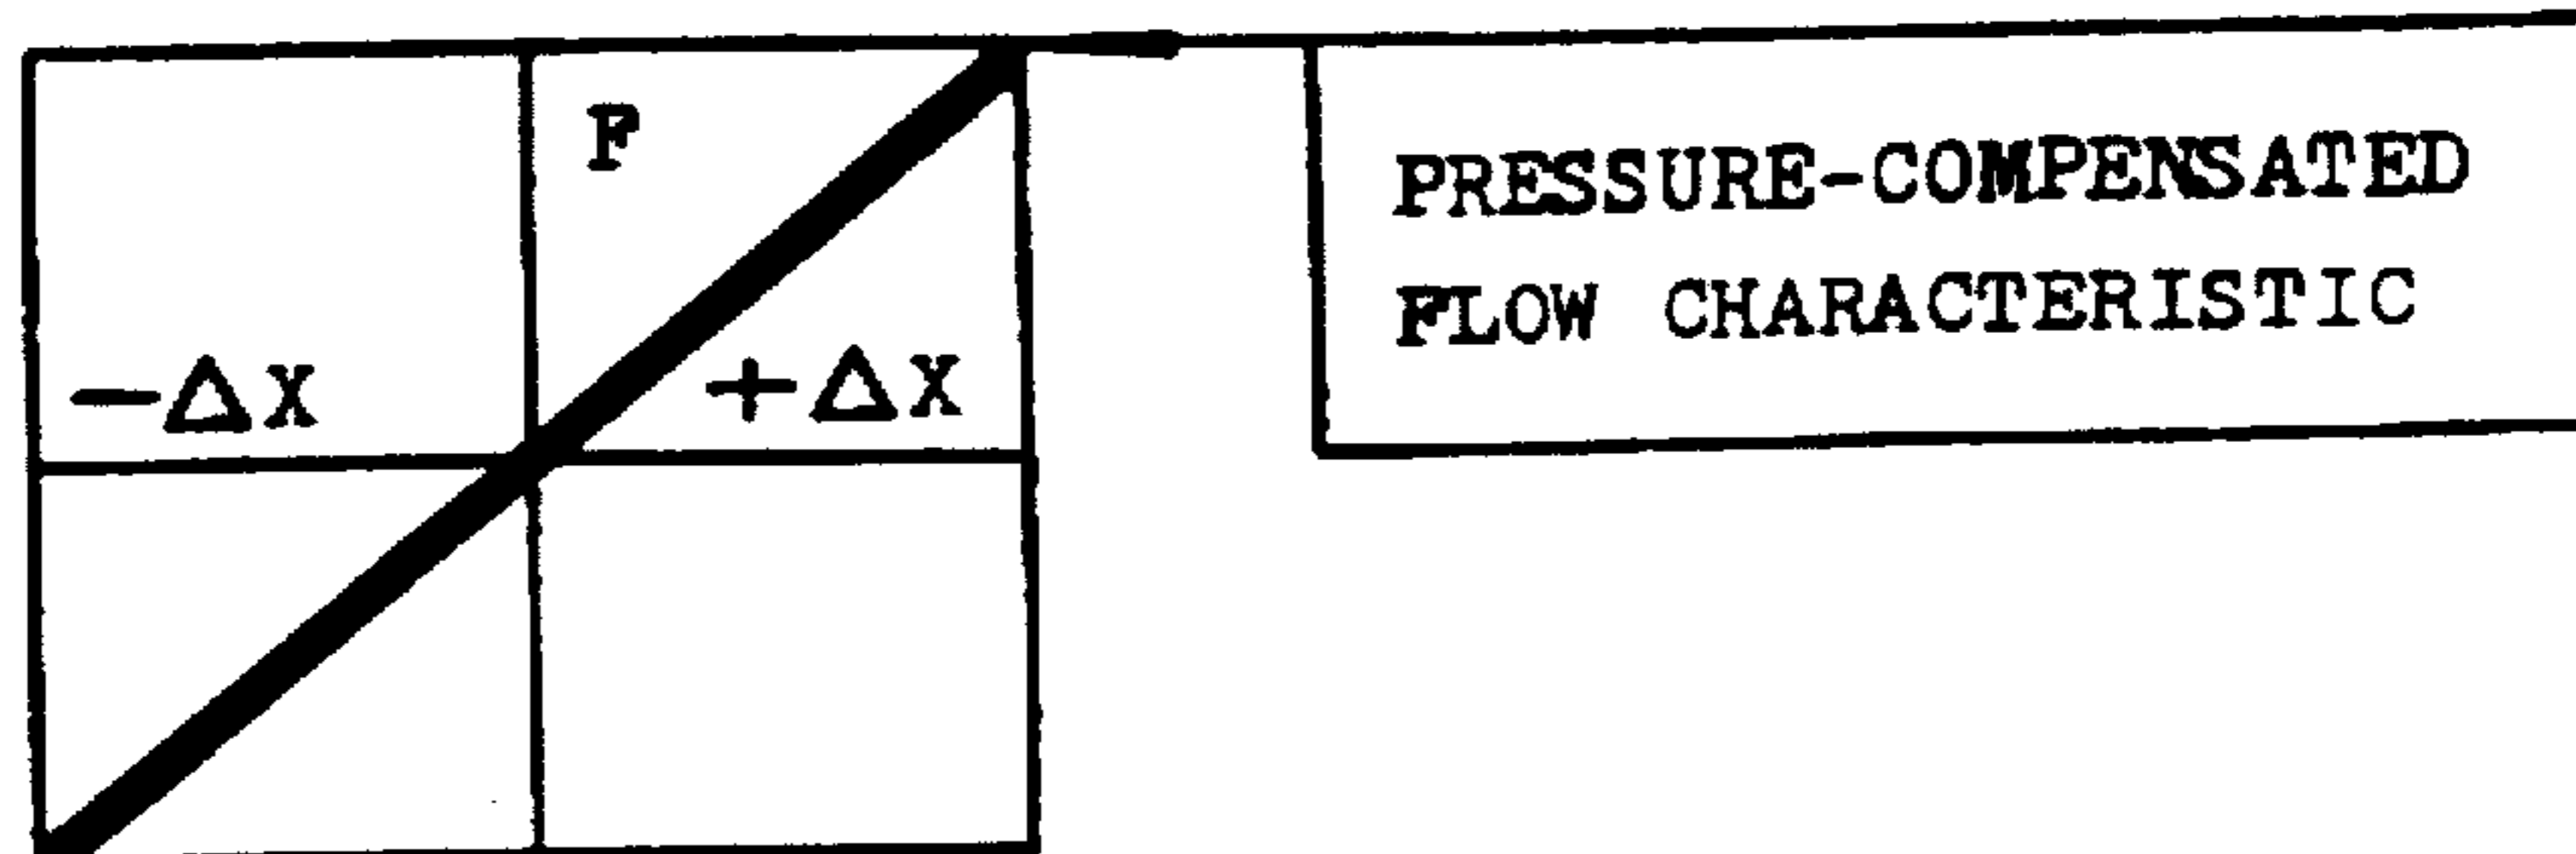 F
-ΔX
+ΔX
PRESSURE-COMPENSATED
FLOW CHARACTERISTIC